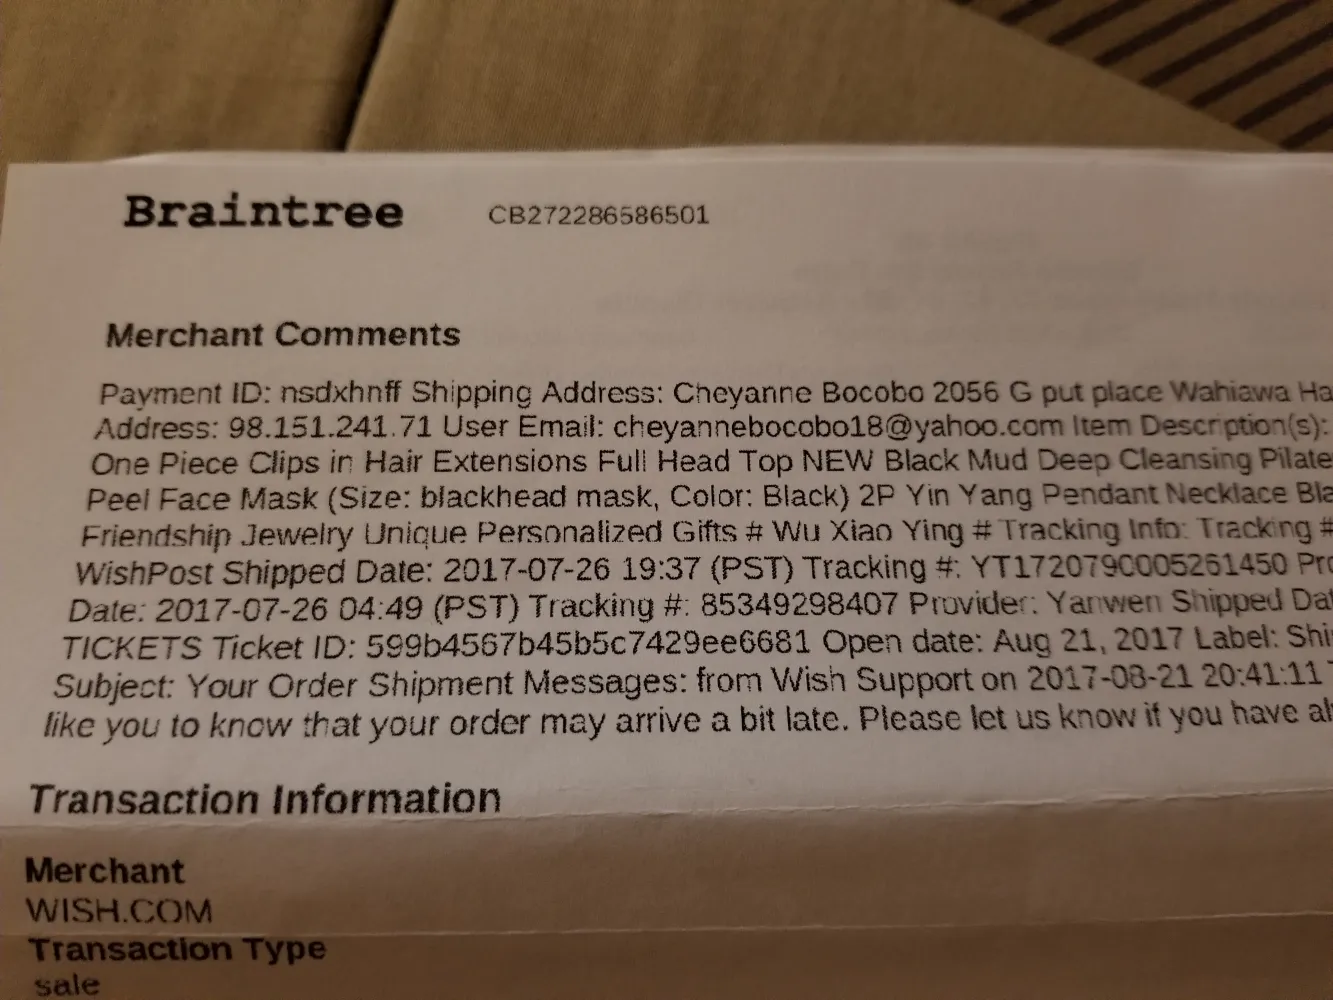 Braintree CB272286586501
Merchant Comments
Payment ID: nsdxhnff Shipping Address: Cheyanne Bocobo 2056 G put place Wahiawa Ha
Address: 98.151.241.71 User Email: cheyannebocobo18@yahoo.com Item Description(s):
One Piece Clips in Hair Extensions Full Head Top NEW Black Mud Deep Cleansing Pilate
Peel Face Mask (Size: blackhead mask, Color: Black) 2P Yin Yang Pendant Necklace Bla
Friendship Jewelry Unique Personalized Gifts # Wu Xiao Ying # Tracking Info: Tracking #
WishPost Shipped Date: 2017-07-26 19:37 (PST) Tracking #: YT172079C005261450 Pro
Date: 2017-07-26 04:49 (PST) Tracking #: 85349298407 Provider: Yanwen Shipped Dat
TICKETS Ticket ID: 599b4567b45b5c7429ee6681 Open date: Aug 21, 2017 Label: Shi
Subject: Your Order Shipment Messages: from Wish Support on 2017-08-21 20:41:11
like you to know that your order may arrive a bit late. Please let us know if you have
Transaction Information
Merchant
WISH.COM
Transaction Type
sale